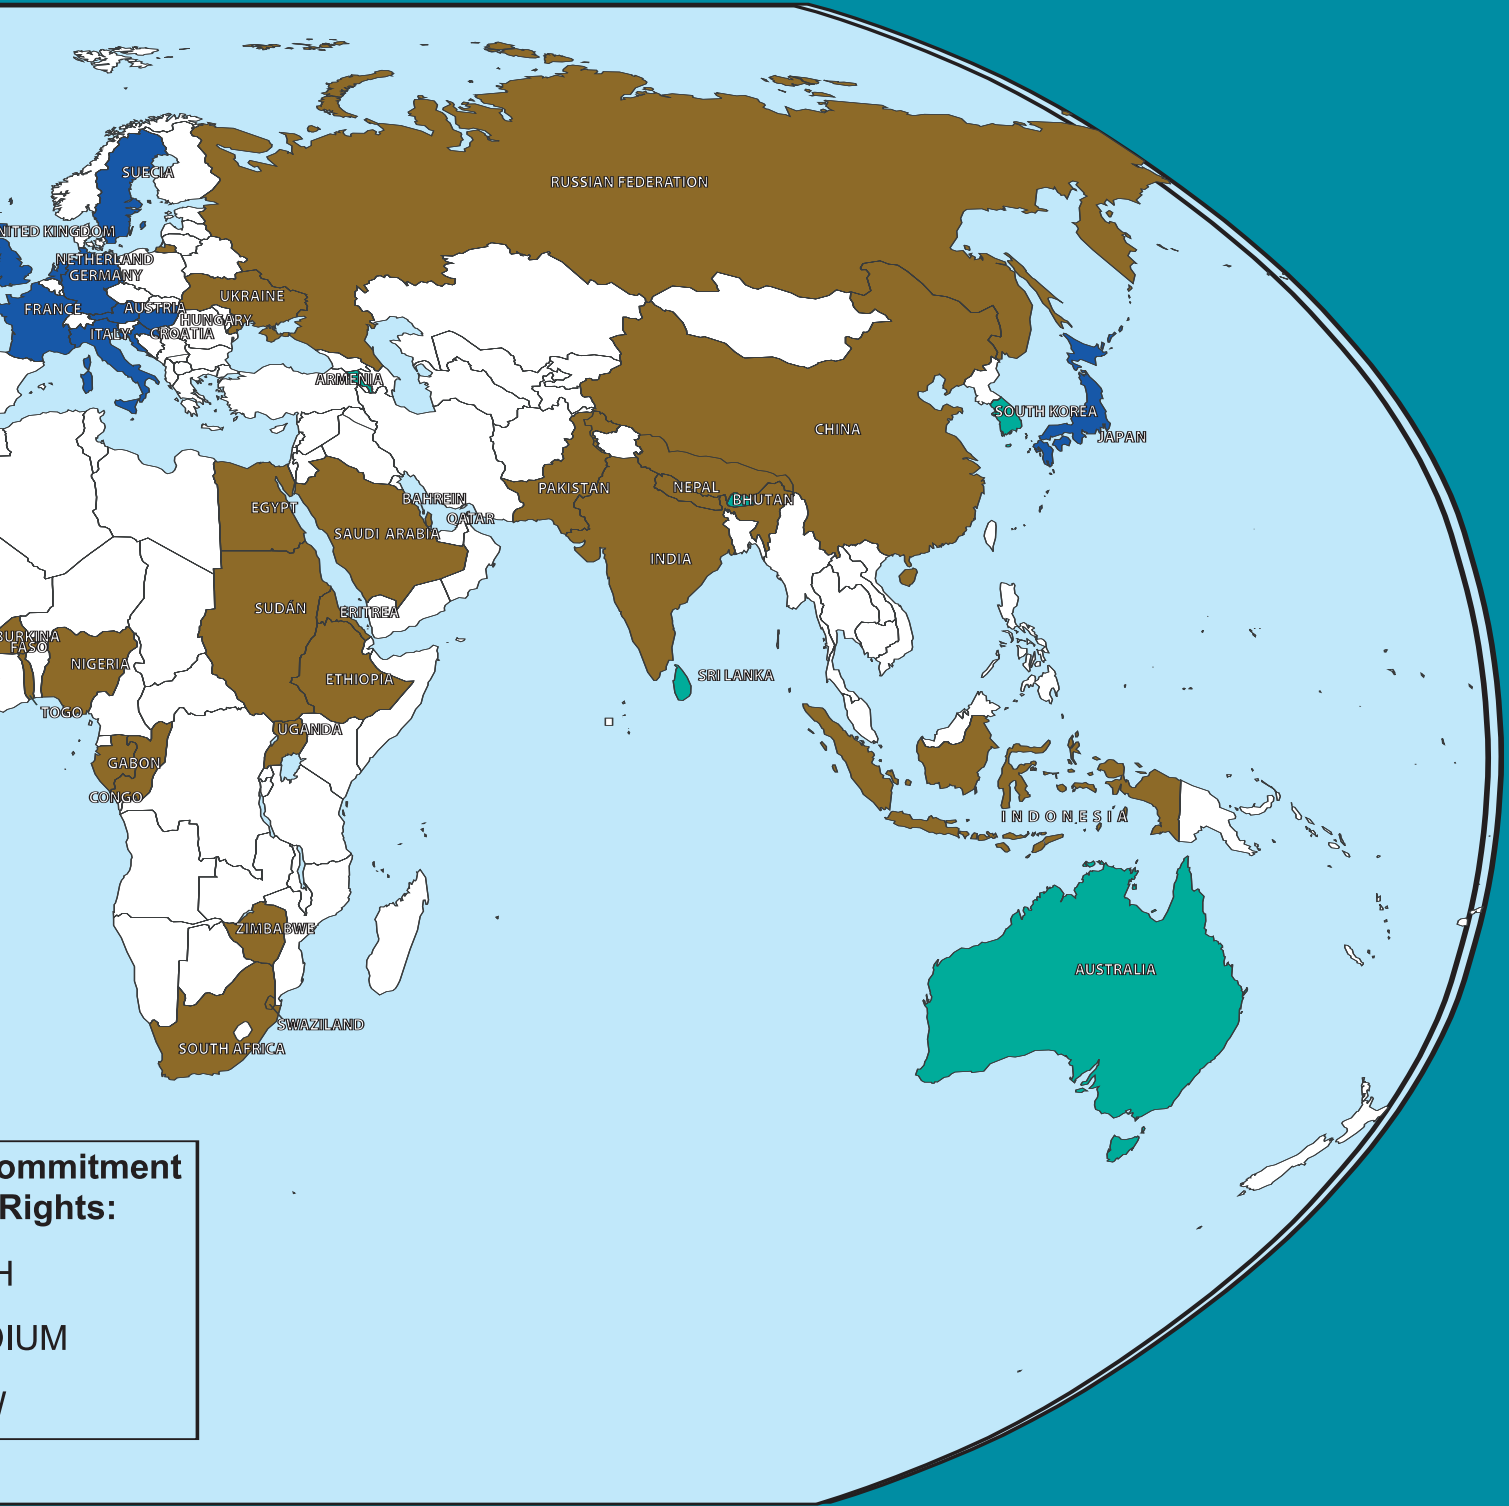 SUECIA
RUSSIAN FEDERATION
NITED KINGDOM
NETHERLAND
GERMANY
UKRAINE
FRANCE
AUSTRIA
HUNGARY
ITALY
CROATIA
ARMENIA
SOUTH KOREA
CHINA
JAPAN
PAKISTAN
NEPAL
BHUTAN
BAHREIN
EGYPT
QATAR
SAUDI ARABIA
INDIA
SUDÁN
ERITREA
BURKINA
FASO
NIGERIA
SRI LANKA
ETHIOPIA
TOGO
UGANDA
GABON
CONGO
INDONESIA
ZIMBABWE
AUSTRALIA
SWAZILAND
SOUTH AFRICA
ommitment
Rights:
H
DIUM